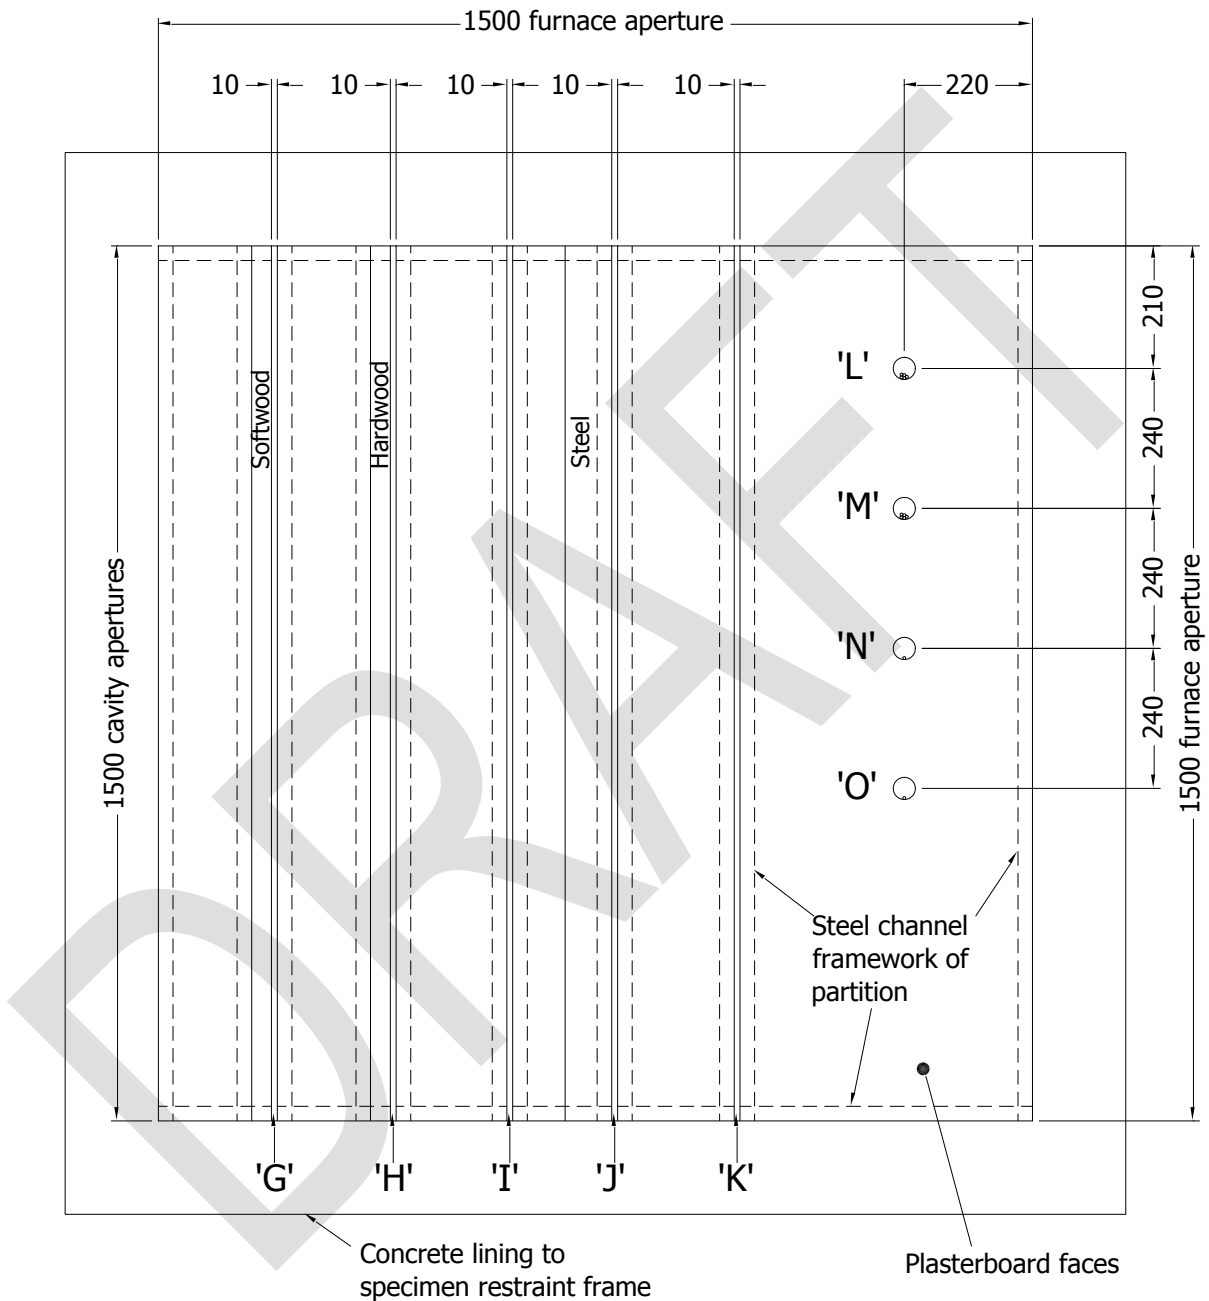 1500 furnace aperture
10
10
10
10
10
220
210
'L'
Softwood
Hardwood
Steel
240
'M'
1500 cavity apertures
240
1500 furnace aperture
'N'
240
'O'
Steel channel
framework of
partition
'G'
'H'
'I'
'J'
'K'
Concrete lining to
specimen restraint frame
Plasterboard faces
DRAFT